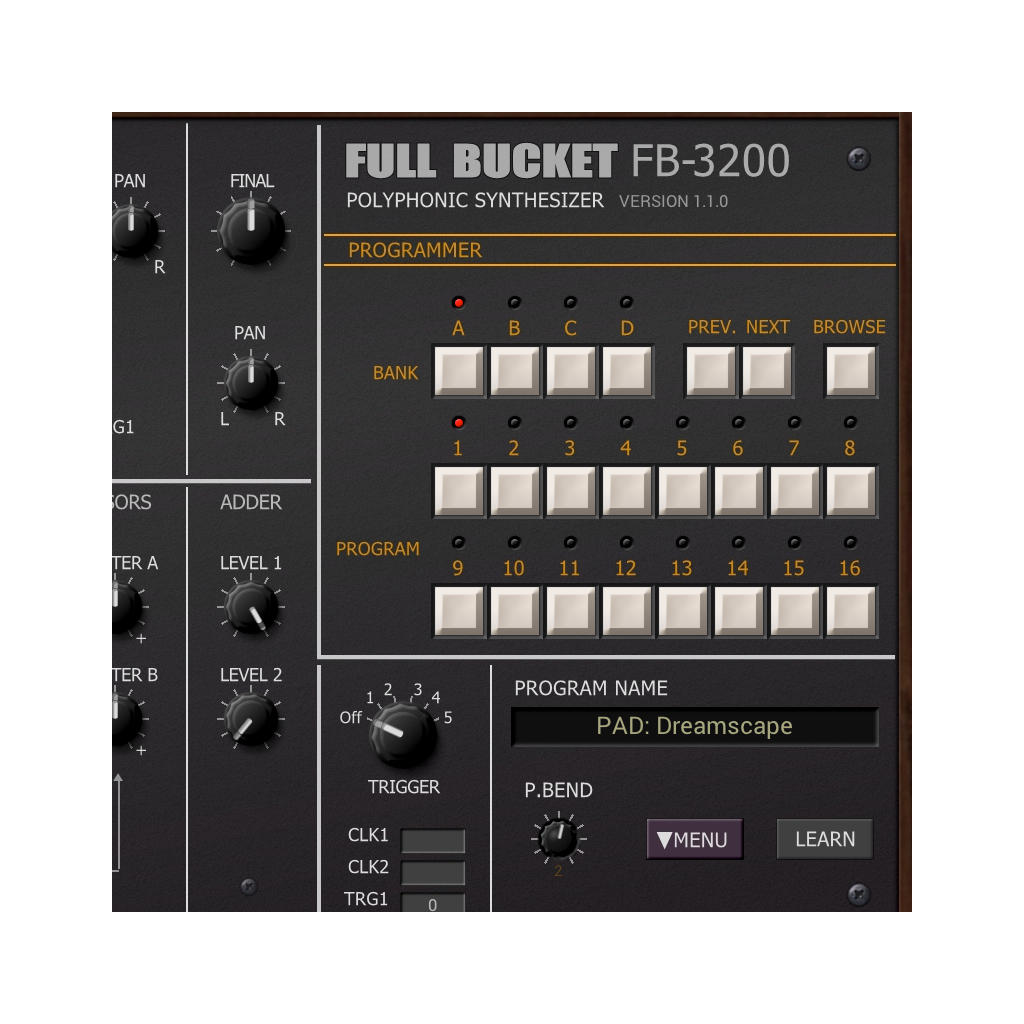 FULL BUCKET FB-3200
POLYPHONIC SYNTHESIZER VERSION 1.1.0
PAN
R
FINAL
PAN
L R
G1
PROGRAMMER
A B C D
PREV. NEXT BROWSE
BANK
1 2 3 4 5 6 7 8
PROGRAM
9 10 11 12 13 14 15 16
SORS
ADDER
TER A
+
LEVEL 1
TER B
+
LEVEL 2
Off 1 2 3 4 5
TRIGGER
CLK1
CLK2
TRG1 0
PROGRAM NAME
PAD: Dreamscape
P.BEND
2
▼MENU
LEARN